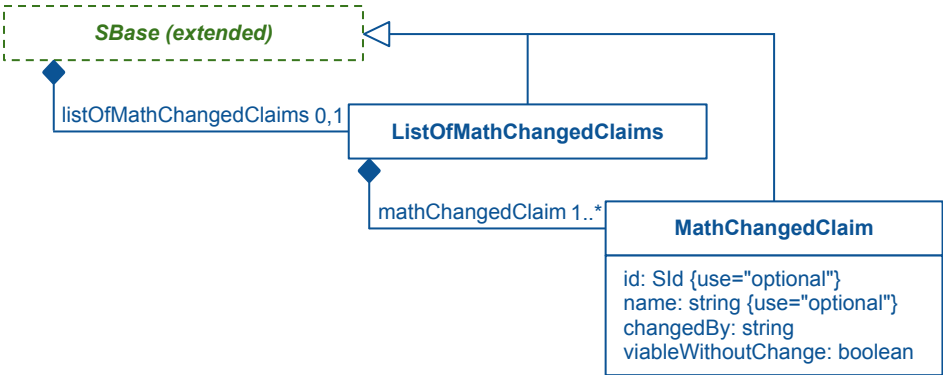 SBase (extended)
listOfMathChangedClaims 0,1
ListOfMathChangedClaims
mathChangedClaim 1..*
MathChangedClaim
id: SId {use="optional"}
name: string {use="optional"}
changedBy: string
viableWithoutChange: boolean